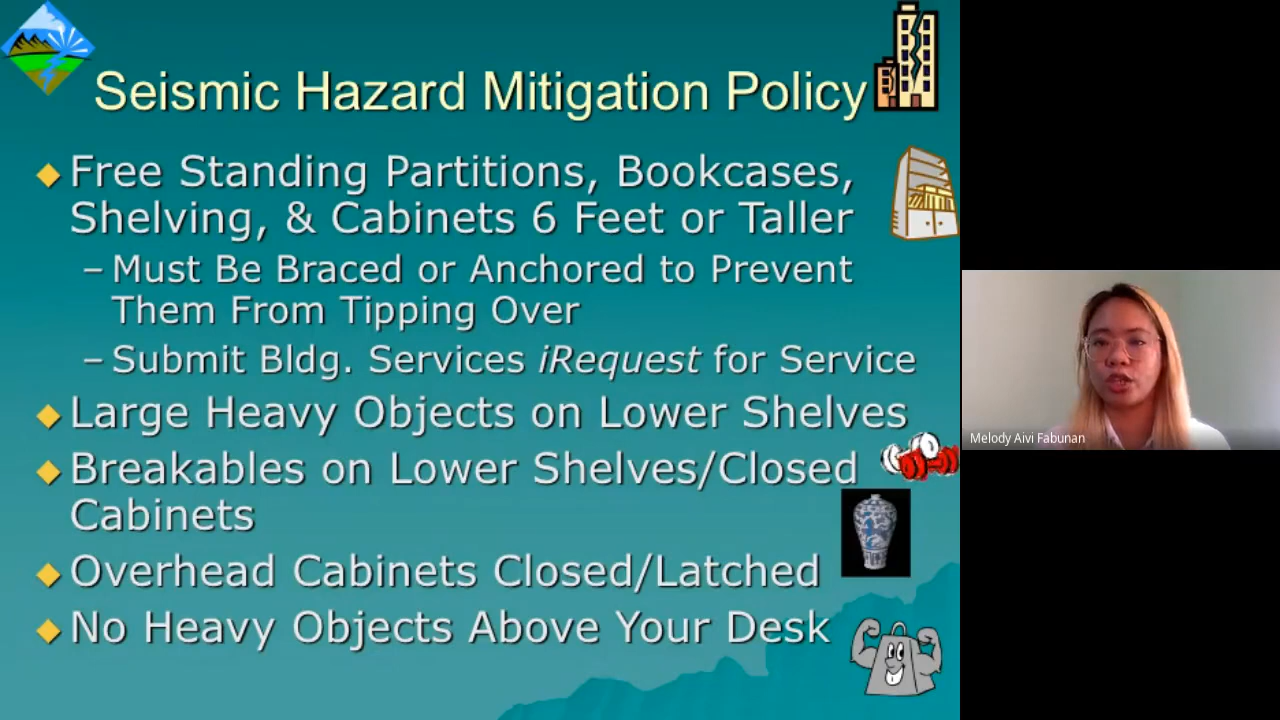 Seismic Hazard Mitigation Policy
Free Standing Partitions, Bookcases,
Shelving, & Cabinets 6 Feet or Taller
– Must Be Braced or Anchored to Prevent
Them From Tipping Over
– Submit Bldg. Services iRequest for Service
Large Heavy Objects on Lower Shelves
Breakables on Lower Shelves/Closed
Cabinets
Overhead Cabinets Closed/Latched
No Heavy Objects Above Your Desk
Melody Aivi Fabunan